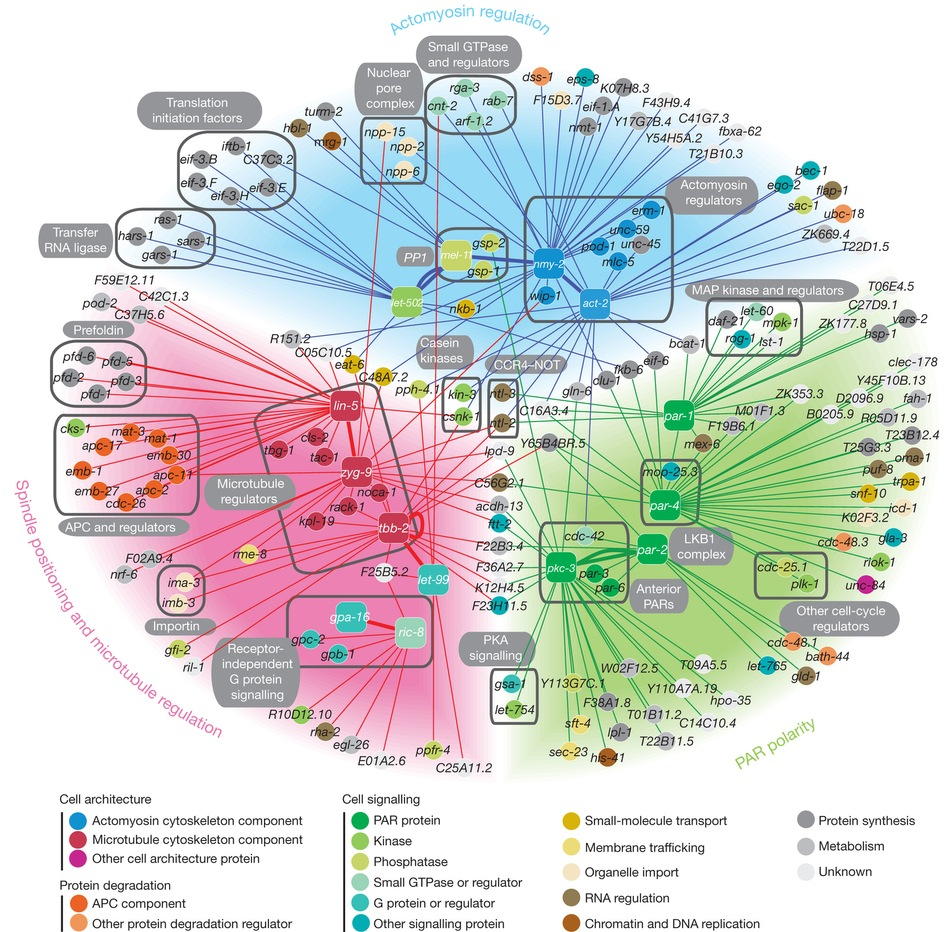 Actomyosin regulation
Small GTPase
and regulators
Nuclear
pore
complex
Translation
initiation factors
rga-3
cnt-2
rab-7
arf-1.2
dss-1
eps-8
K07H8.3
F15D3.7
eif-1.A
F43H9.4
nmt-1
Y17G7B.4
C41G7.3
Y54H5A.2
fbxa-62
T21B10.3
turm-2
hbl-1
mrg-1
npp-15
npp-2
npp-6
iftb-1
eif-3.B
C37C3.2
eif-3.F
eif-3.H
eif-3.E
bec-1
ego-2
flap-1
sac-1
ubc-18
ZK669.4
T22D1.5
Actomyosin
regulators
erm-1
unc-59
pod-1
unc-45
mlc-5
nmy-2
wip-1
act-2
Transfer
RNA ligase
ras-1
hars-1
sars-1
gars-1
PP1
mel-11
gsp-2
gsp-1
let-502
nkb-1
F59E12.11
C42C1.3
pod-2
C37H5.6
MAP kinase and regulators
T06E4.5
C27D9.1
vars-2
ZK177.8
hsp-1
let-60
daf-21
mpk-1
rog-1
lst-1
Prefoldin
pfd-6
pfd-5
pfd-2
pfd-3
pfd-1
R151.2
C05C10.5
eat-6
C48A7.2
pph-4.1
Casein
kinases
kin-3
csnk-1
CCR4–NOT
ntl-3
ntl-2
C16A3.4
gln-6
clu-1
fkb-6
eif-6
bcat-1
clec-178
Y45F10B.13
ZK353.3
D2096.9
fah-1
M01F1.3
B0205.9
R05D11.9
F19B6.1
T23B12.4
T25G3.3
oma-1
puf-8
trpa-1
snf-10
icd-1
K02F3.2
gla-3
cdc-48.3
rlok-1
unc-84
par-1
mex-6
mop-25.3
par-4
LKB1
complex
lin-5
cls-2
tbg-1
tac-1
zyg-9
noca-1
rack-1
kpl-19
tbb-2
Microtubule
regulators
cks-1
mat-3
mat-1
apc-17
emb-30
emb-1
apc-11
emb-27
apc-2
cdc-26
APC and regulators
lpd-9
Y65B4BR.5
C56G2.1
acdh-13
ftt-2
F22B3.4
F36A2.7
K12H4.5
F23H11.5
F25B5.2
cdc-42
pkc-3
par-3
par-6
par-2
Anterior
PARs
cdc-25.1
plk-1
Other cell-cycle
regulators
F02A9.4
nrf-6
rme-8
ima-3
imb-3
Importin
gfi-2
ril-1
let-99
gpa-16
gpc-2
gpb-1
ric-8
Receptor-
independent
G protein
signalling
PKA
signalling
gsa-1
let-754
R10D12.10
rha-2
egl-26
E01A2.6
ppfr-4
C25A11.2
Y113G7C.1
W02F12.5
T09A5.5
F38A1.8
Y110A7A.19
hpo-35
T01B11.2
C14C10.4
sft-4
lpl-1
T22B11.5
sec-23
his-41
cdc-48.1
let-765
bath-44
gld-1
Spindle positioning and microtubule regulation
PAR polarity
Cell architecture
Actomyosin cytoskeleton component
Microtubule cytoskeleton component
Other cell architecture protein
Protein degradation
APC component
Other protein degradation regulator
Cell signalling
PAR protein
Kinase
Phosphatase
Small GTPase or regulator
G protein or regulator
Other signalling protein
Small-molecule transport
Membrane trafficking
Organelle import
RNA regulation
Chromatin and DNA replication
Protein synthesis
Metabolism
Unknown